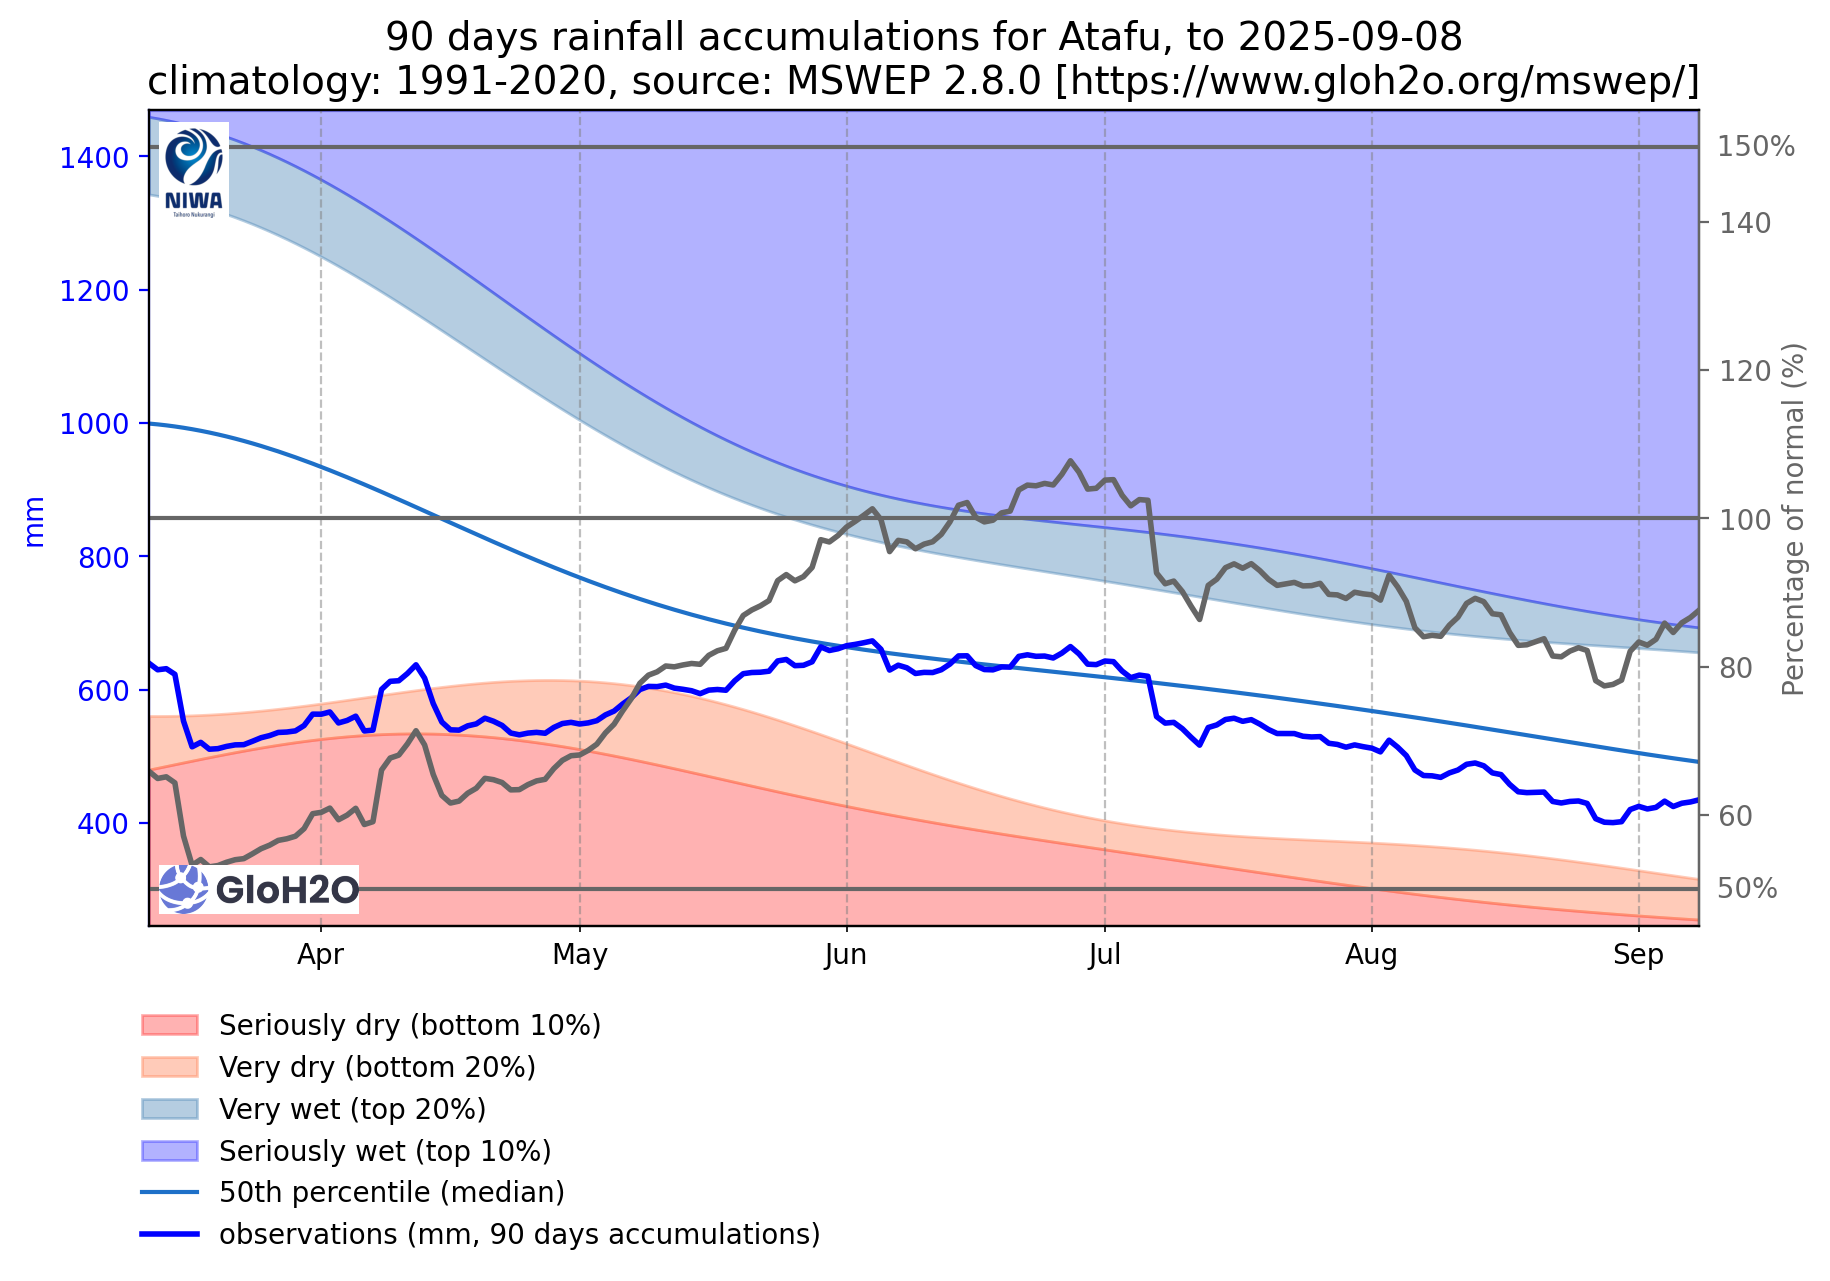 90 days rainfall accumulations for Atafu, to 2025-09-08
climatology: 1991-2020, source: MSWEP 2.8.0 [https://www.gloh2o.org/mswep/]
1400
1200
1000
800
600
400
mm
NIWA
Taihoro Nukurangi
GloH2O
150%
140
120
100
80
60
50%
Percentage of normal (%)
Apr
May
Jun
Jul
Aug
Sep
Seriously dry (bottom 10%)
Very dry (bottom 20%)
Very wet (top 20%)
Seriously wet (top 10%)
50th percentile (median)
observations (mm, 90 days accumulations)